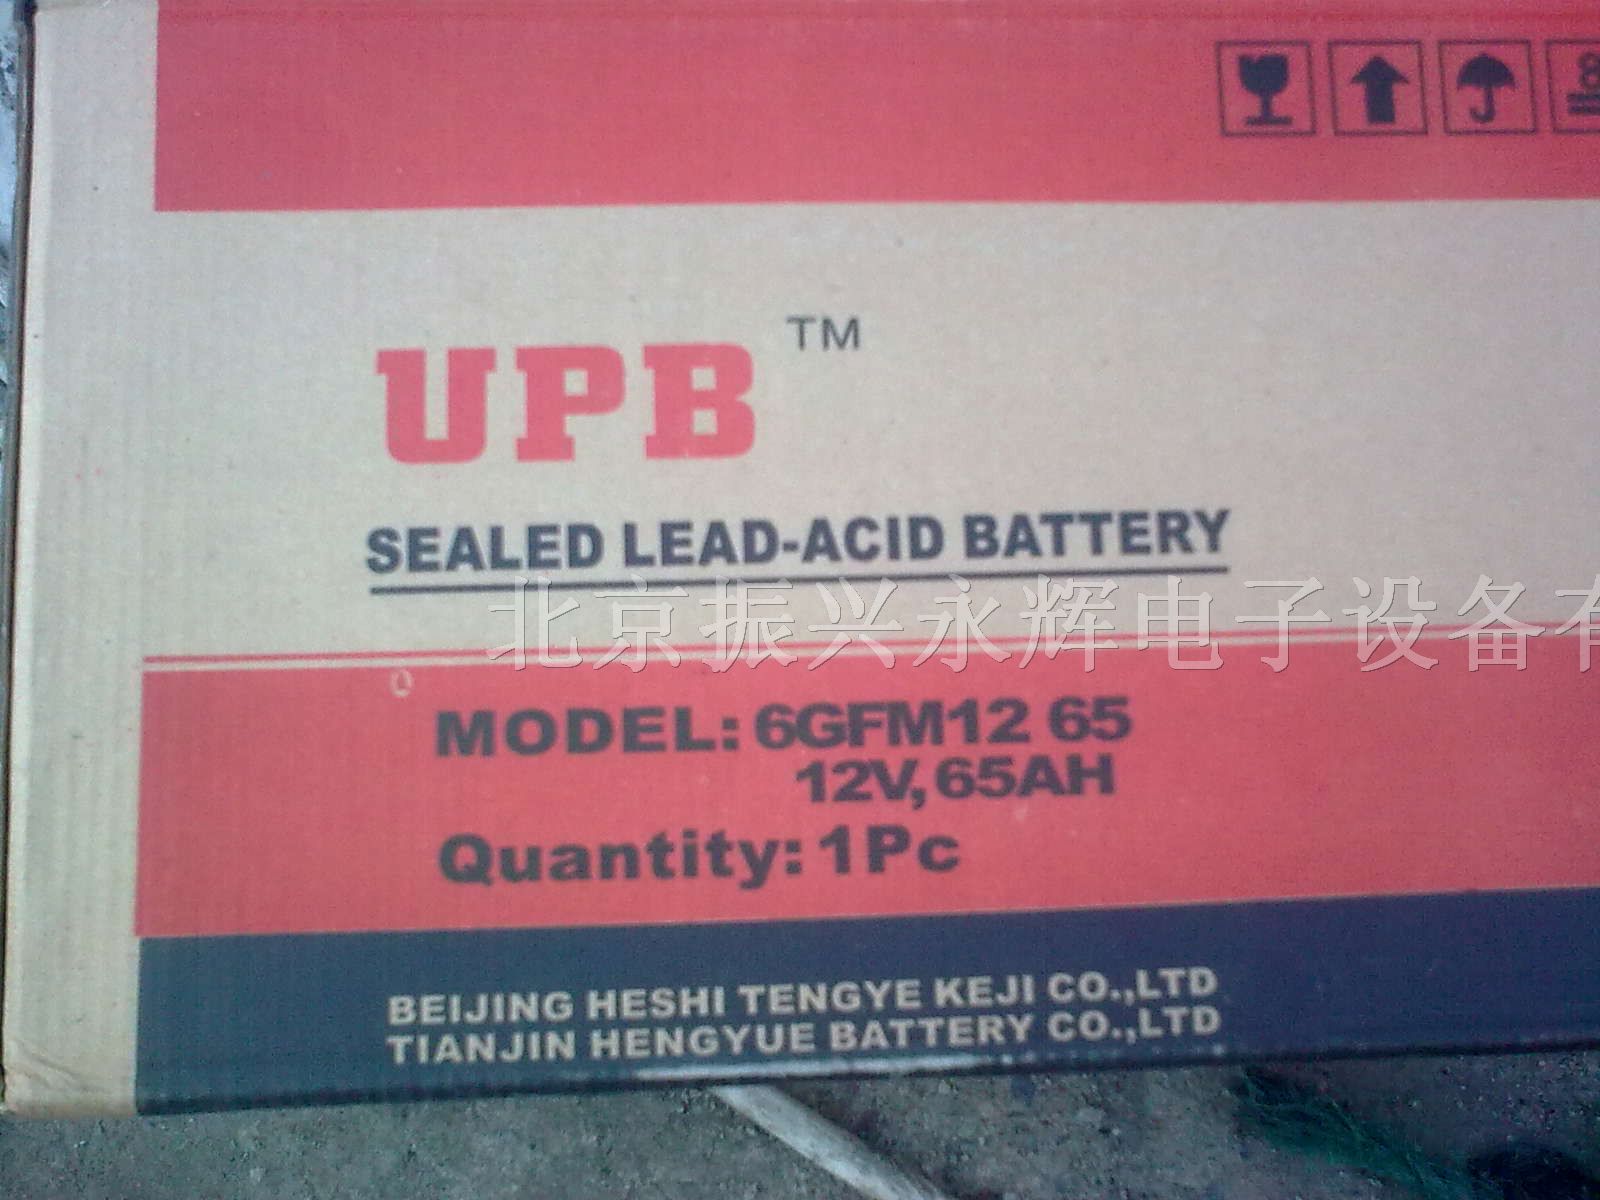 8
UPB TM
SEALED LEAD-ACID BATTERY
北京振兴永辉电子设备有
MODEL: 6GFM12 65
12V, 65AH
Quantity: 1Pc
BEIJING HESHI TENGYE KEJI CO.,LTD
TIANJIN HENGYUE BATTERY CO.,LTD